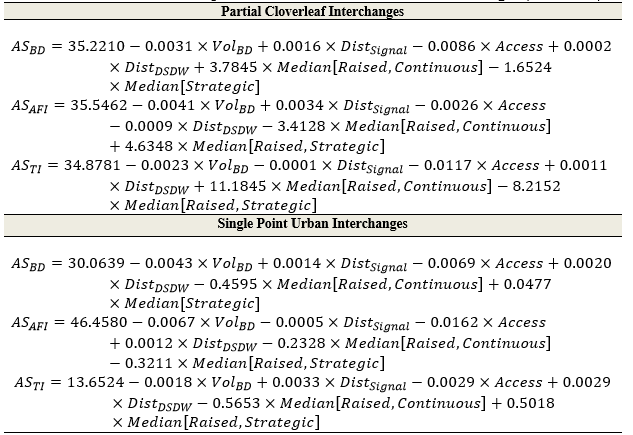 Partial Cloverleaf Interchanges
AS_BD = 35.2210 − 0.0031 × Vol_BD + 0.0016 × Dist_Signal − 0.0086 × Access + 0.0002
× Dist_DSDW + 3.7845 × Median[Raised, Continuous] − 1.6524
× Median[Strategic]
AS_AFI = 35.5462 − 0.0041 × Vol_BD + 0.0034 × Dist_Signal − 0.0026 × Access
− 0.0009 × Dist_DSDW − 3.4128 × Median[Raised, Continuous]
+ 4.6348 × Median[Raised, Strategic]
AS_TI = 34.8781 − 0.0023 × Vol_BD − 0.0001 × Dist_Signal − 0.0117 × Access + 0.0011
× Dist_DSDW + 11.1845 × Median[Raised, Continuous] − 8.2152
× Median[Raised, Strategic]
Single Point Urban Interchanges
AS_BD = 30.0639 − 0.0043 × Vol_BD + 0.0014 × Dist_Signal − 0.0069 × Access + 0.0020
× Dist_DSDW − 0.4595 × Median[Raised, Continuous] + 0.0477
× Median[Strategic]
AS_AFI = 46.4580 − 0.0067 × Vol_BD − 0.0005 × Dist_Signal − 0.0162 × Access
+ 0.0012 × Dist_DSDW − 0.2328 × Median[Raised, Continuous]
− 0.3211 × Median[Raised, Strategic]
AS_TI = 13.6524 − 0.0018 × Vol_BD + 0.0033 × Dist_Signal − 0.0029 × Access + 0.0029
× Dist_DSDW − 0.5653 × Median[Raised, Continuous] + 0.5018
× Median[Raised, Strategic]